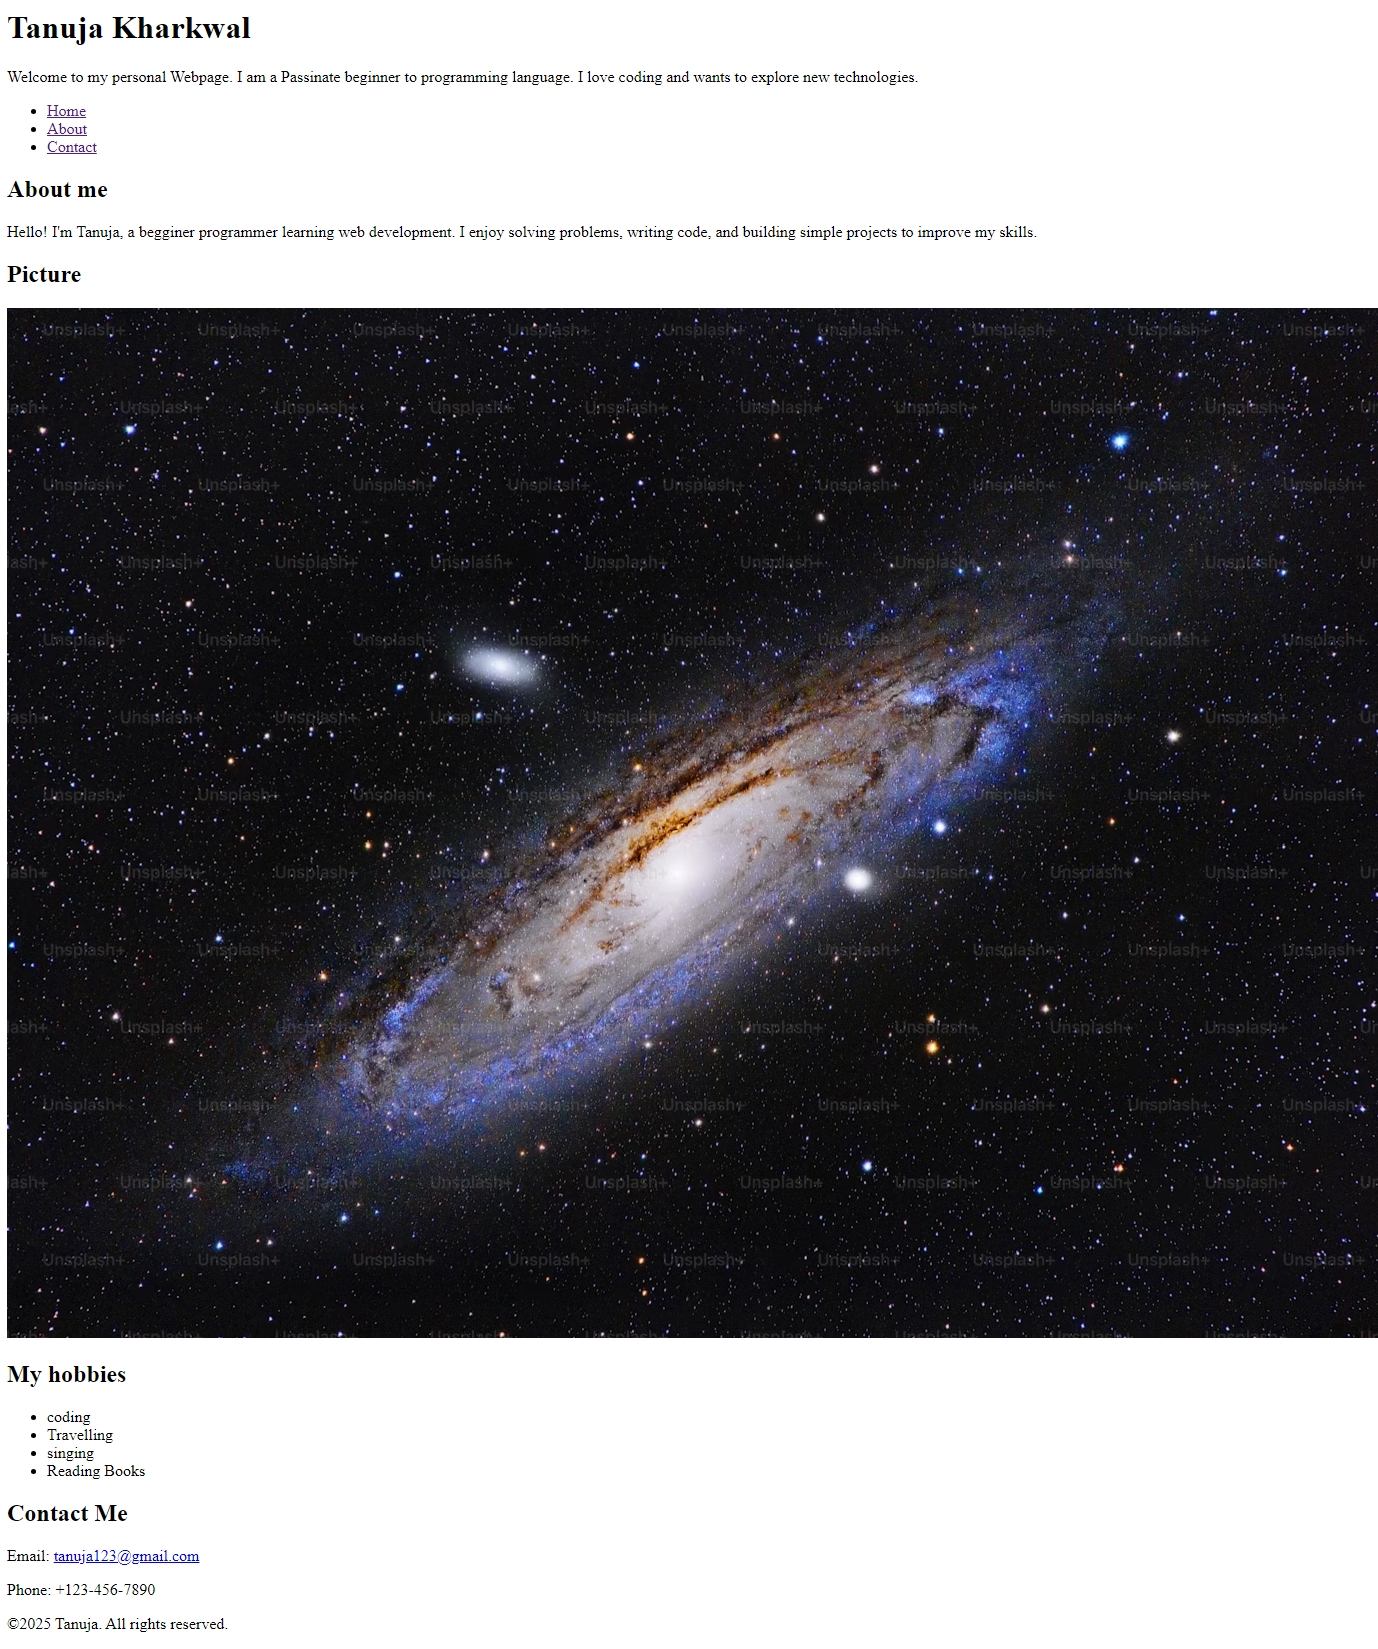 Tanuja Kharkwal
Welcome to my personal Webpage. I am a Passinate beginner to programming language. I love coding and wants to explore new technologies.
Home
About
Contact
About me
Hello! I'm Tanuja, a begginer programmer learning web development. I enjoy solving problems, writing code, and building simple projects to improve my skills.
Picture
Unsplash+ Unsplash+ Unsplash+ Unsplash+ Unsplash+ Unsplash+ Unsplash+ Unsplash+ Unsplash+
My hobbies
coding
Travelling
singing
Reading Books
Contact Me
Email: tanuja123@gmail.com
Phone: +123-456-7890
©2025 Tanuja. All rights reserved.